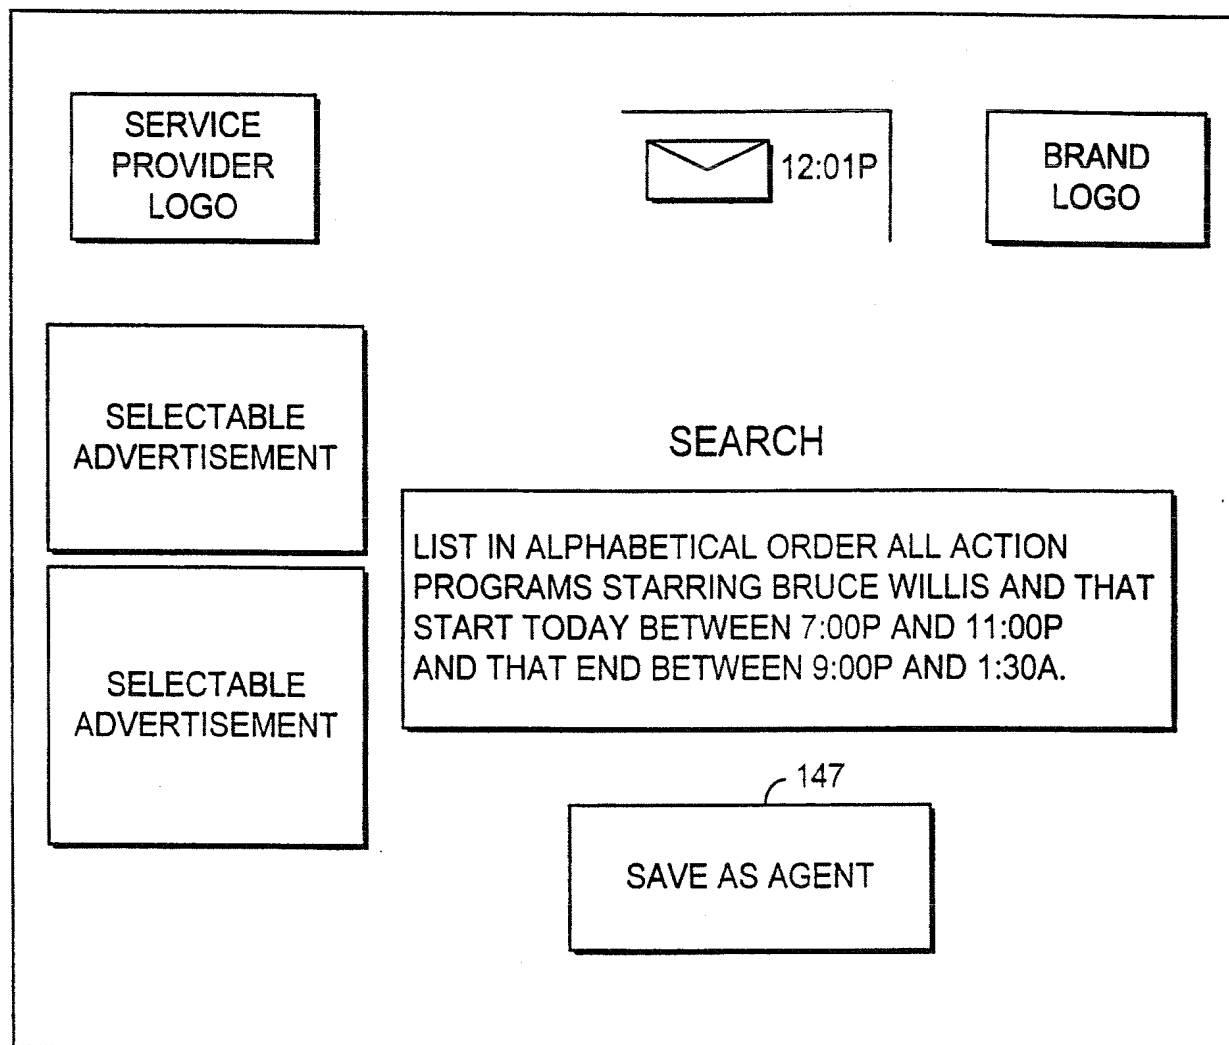 SERVICE
PROVIDER
LOGO
12:01P
BRAND
LOGO
SELECTABLE
ADVERTISEMENT
SEARCH
LIST IN ALPHABETICAL ORDER ALL ACTION
PROGRAMS STARRING BRUCE WILLIS AND THAT
START TODAY BETWEEN 7:00P AND 11:00P
AND THAT END BETWEEN 9:00P AND 1:30A.
SELECTABLE
ADVERTISEMENT
147
SAVE AS AGENT